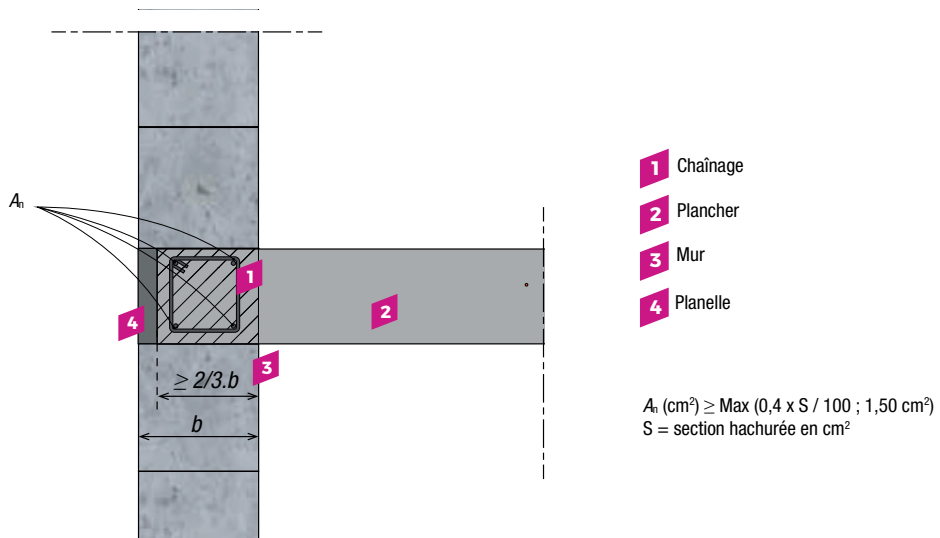 Aₙ
1
2
4
3
≥ 2/3.b
b
1 Chaînage
2 Plancher
3 Mur
4 Planelle
Aₙ (cm²) ≥ Max (0,4 x S / 100 ; 1,50 cm²)
S = section hachurée en cm²